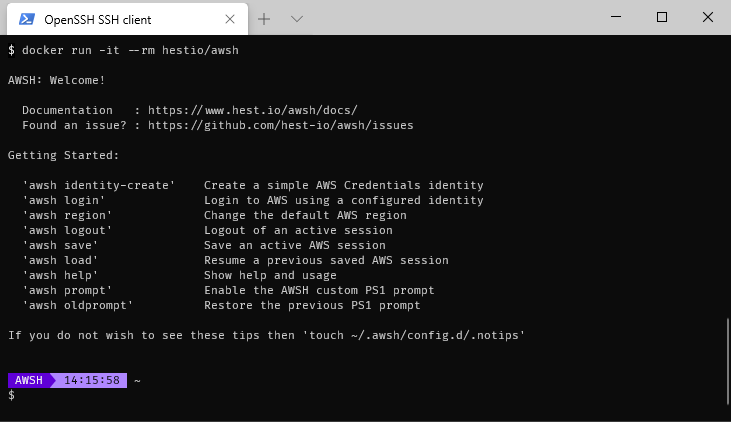 OpenSSH SSH client
$ docker run -it --rm hestio/awsh
AWSH: Welcome!
Documentation   : https://www.hest.io/awsh/docs/
Found an issue? : https://github.com/hest-io/awsh/issues
Getting Started:
'awsh identity-create'    Create a simple AWS Credentials identity
'awsh login'              Login to AWS using a configured identity
'awsh region'             Change the default AWS region
'awsh logout'             Logout of an active session
'awsh save'               Save an active AWS session
'awsh load'               Resume a previous saved AWS session
'awsh help'               Show help and usage
'awsh prompt'             Enable the AWSH custom PS1 prompt
'awsh oldprompt'          Restore the previous PS1 prompt
If you do not wish to see these tips then 'touch ~/.awsh/config.d/.notips'
AWSH 14:15:58 ~
$